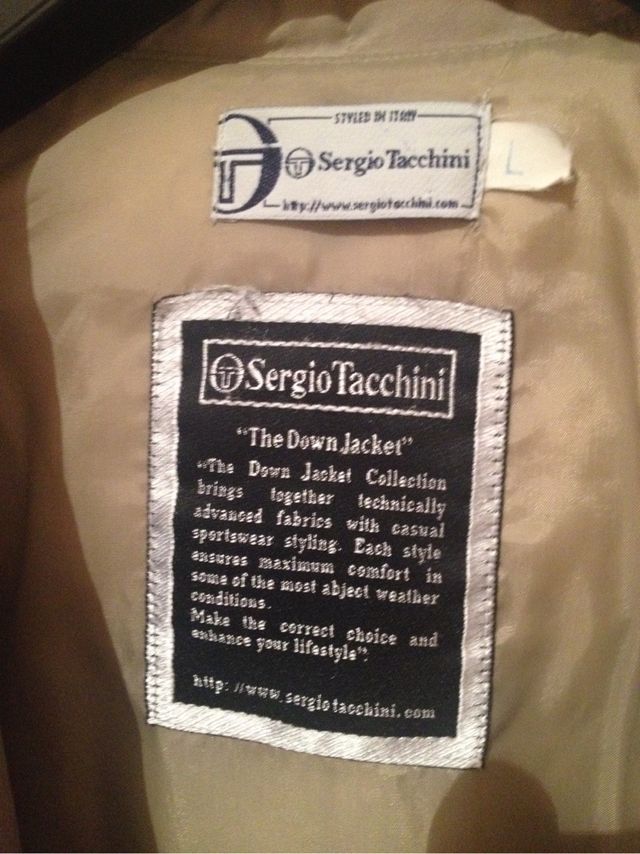 STYLED IN ITALY
Sergio Tacchini
http://www.sergiotacchini.com
L
Sergio Tacchini
"The Down Jacket"
"The Down Jacket Collection
brings together technically
advanced fabrics with casual
sportswear styling. Each style
ensures maximum comfort in
some of the most abject weather
conditions.
Make the correct choice and
enhance your lifestyle".
http://www.sergiotacchini.com